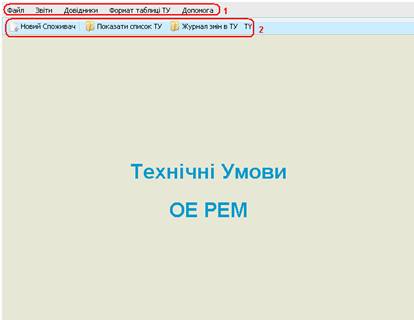 Файл Звіти Довідники Формат таблиці ТУ Допомога 1
Новий Споживач Показати список ТУ Журнал змін в ТУ ТУ 2
Технічні Умови
ОЕ РЕМ